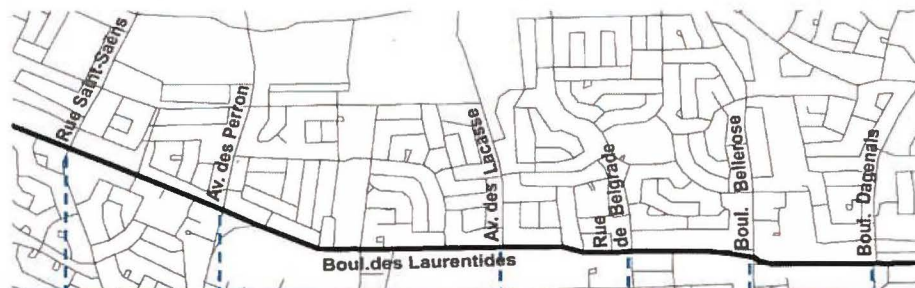 Rue Saint-Saëns
Av. des Perron
Av. des Lacasse
Rue
de Belgrade
Boul. Bellerose
Boul. Dagenais
Boul.des Laurentides